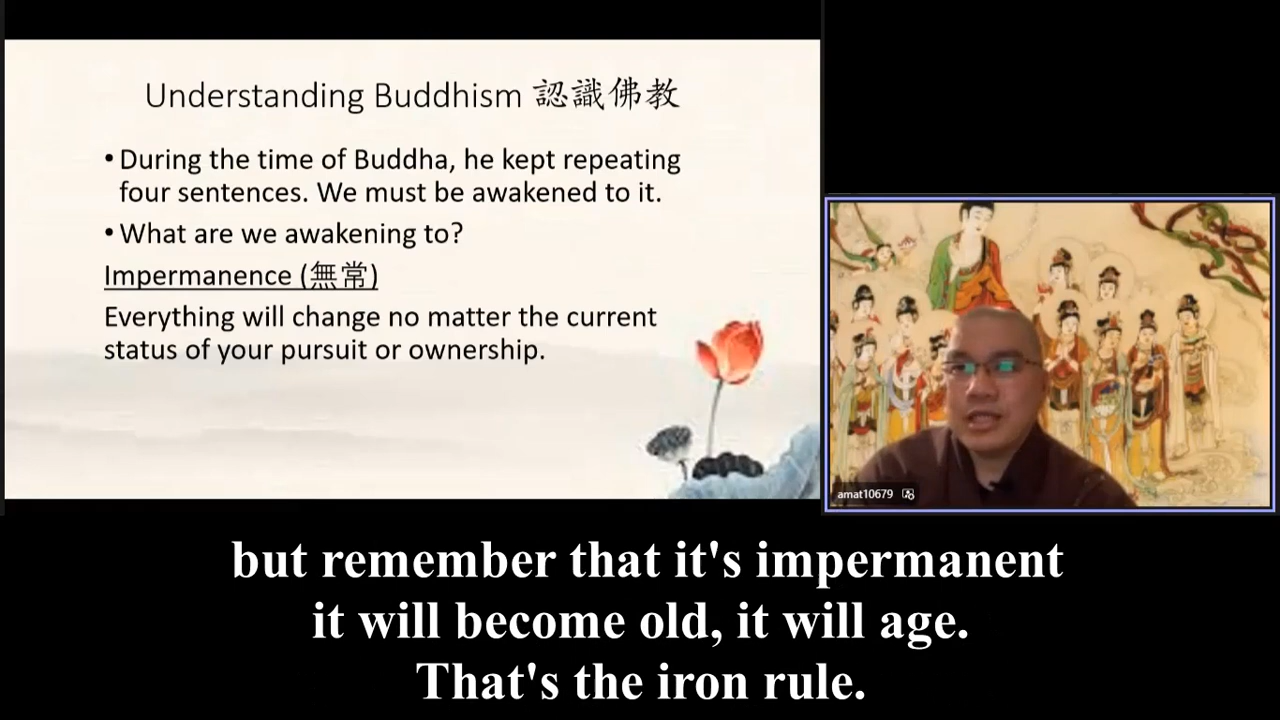 Understanding Buddhism 認識佛教
• During the time of Buddha, he kept repeating
four sentences. We must be awakened to it.
• What are we awakening to?
Impermanence (無常)
Everything will change no matter the current
status of your pursuit or ownership.
amat10679
but remember that it's impermanent
it will become old, it will age.
That's the iron rule.